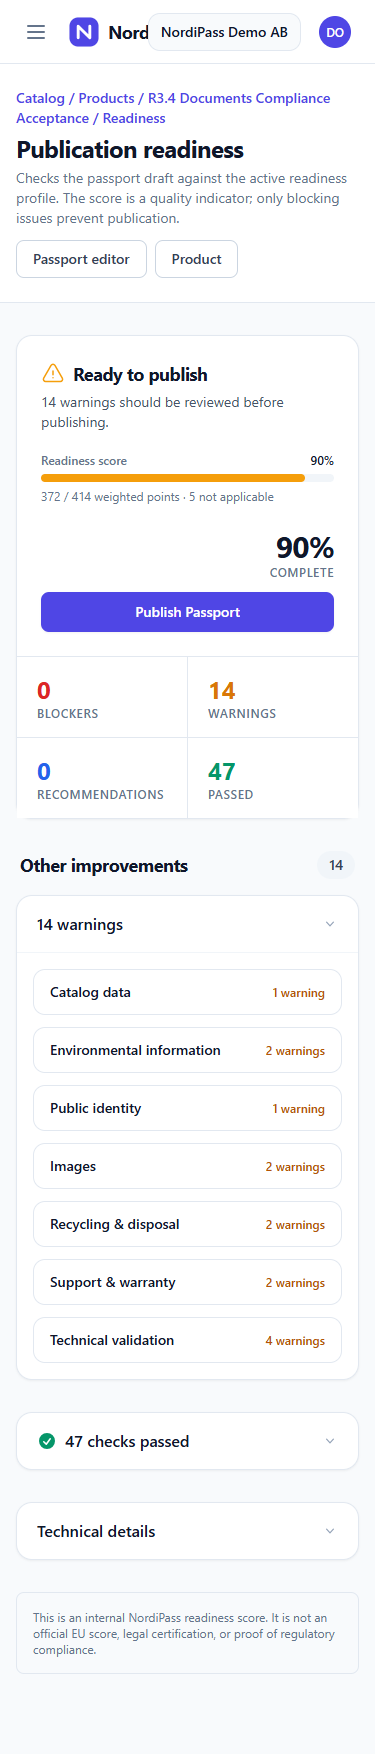 N Nord
NordiPass Demo AB
DO
Catalog / Products / R3.4 Documents Compliance
Acceptance / Readiness
Publication readiness
Checks the passport draft against the active readiness
profile. The score is a quality indicator; only blocking
issues prevent publication.
Passport editor
Product
Ready to publish
14 warnings should be reviewed before
publishing.
Readiness score 90%
372 / 414 weighted points · 5 not applicable
90%
COMPLETE
Publish Passport
0
BLOCKERS
14
WARNINGS
0
RECOMMENDATIONS
47
PASSED
Other improvements 14
14 warnings
Catalog data 1 warning
Environmental information 2 warnings
Public identity 1 warning
Images 2 warnings
Recycling & disposal 2 warnings
Support & warranty 2 warnings
Technical validation 4 warnings
47 checks passed
Technical details
This is an internal NordiPass readiness score. It is not an
official EU score, legal certification, or proof of regulatory
compliance.